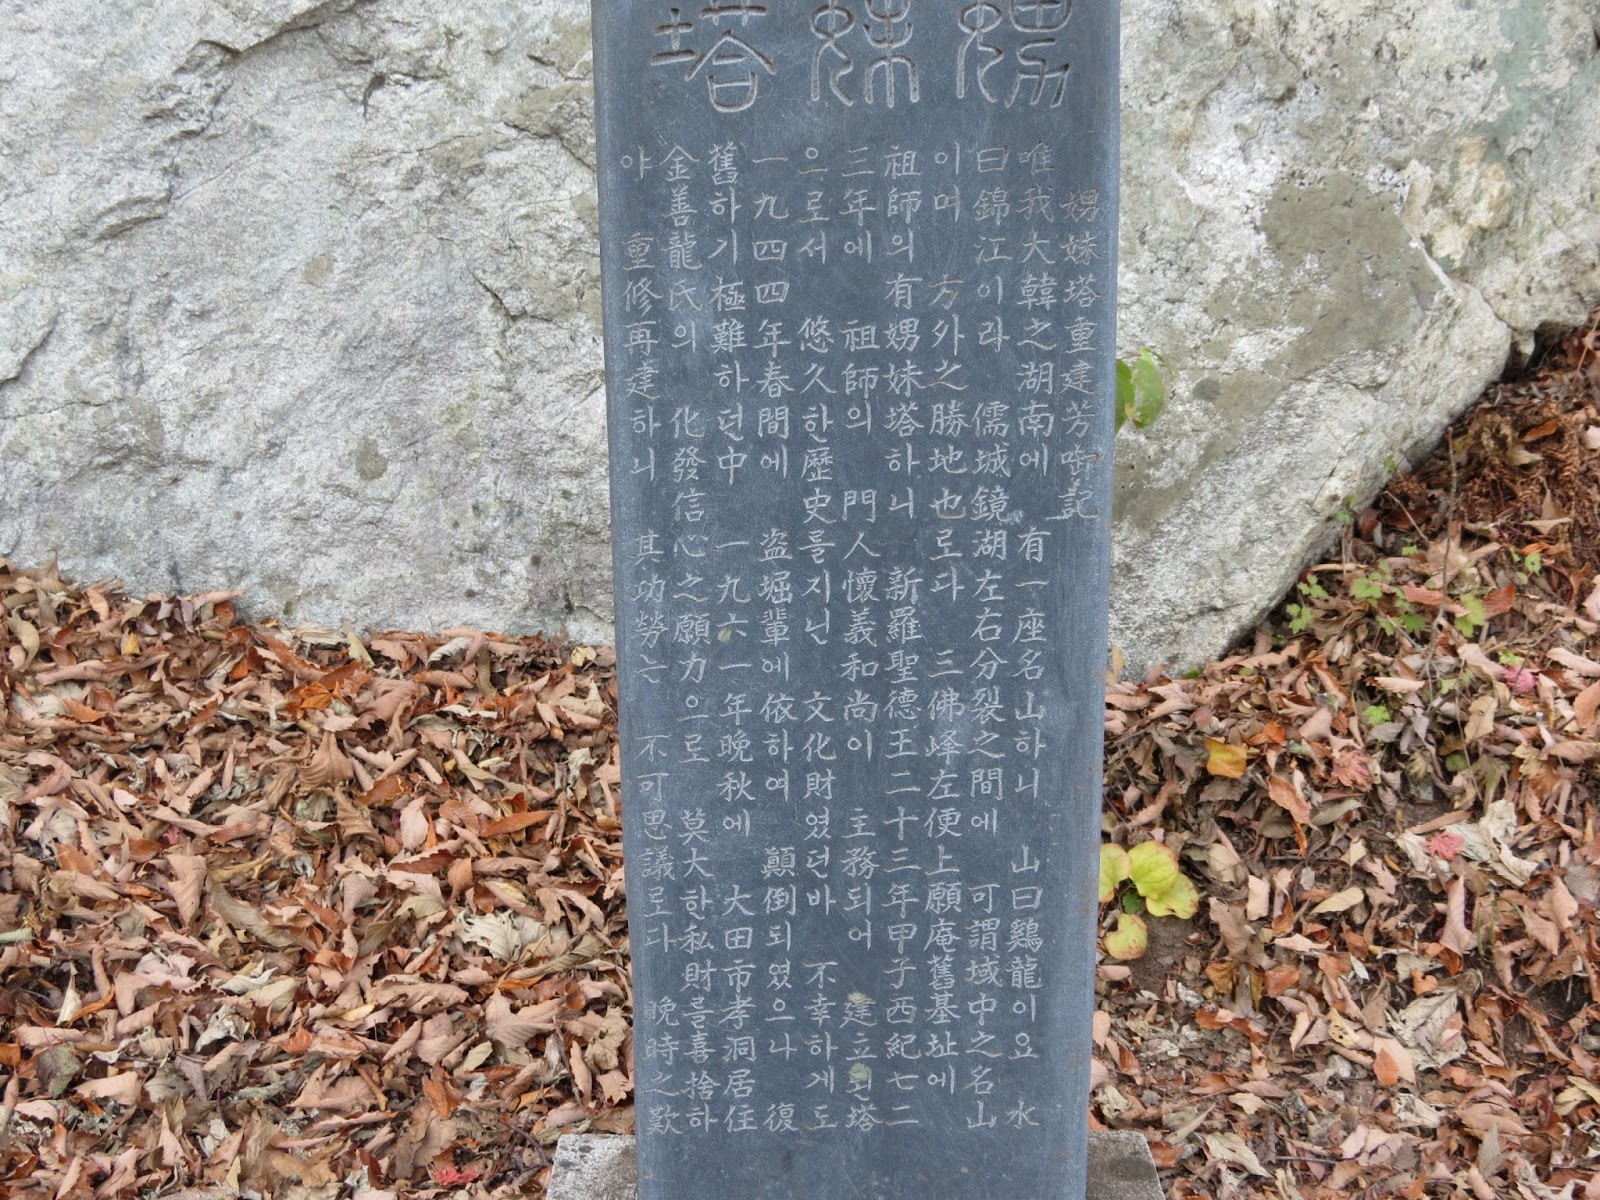 娚妹塔
娚妹塔重建芳啣記
唯我大韓之湖南에 有一座名山하니 山曰鷄龍이요 水
曰錦江이라 儒城鏡湖左右分裂之間에 可謂域中之名山
이며 方外之勝地也로다 三佛峰左便上願庵舊基址에
祖師의有娚妹塔하니 新羅聖德王二十三年甲子西紀七二
三年에 祖師의 門人懷義和尚이 主務되어 建立된塔
으로서 悠久한歷史를지닌 文化財였던바 不幸하게도
一九四四年春間에 盜堀輩에依하여 顚倒되였으나 復
舊하기極難하던中 一九六一年晚秋에 大田市孝洞居住
金善龍氏의 化發信心之願力으로 莫大한私財를喜捨하
야 重修再建하니 其功勞는 不可思議로다 晚時之歎